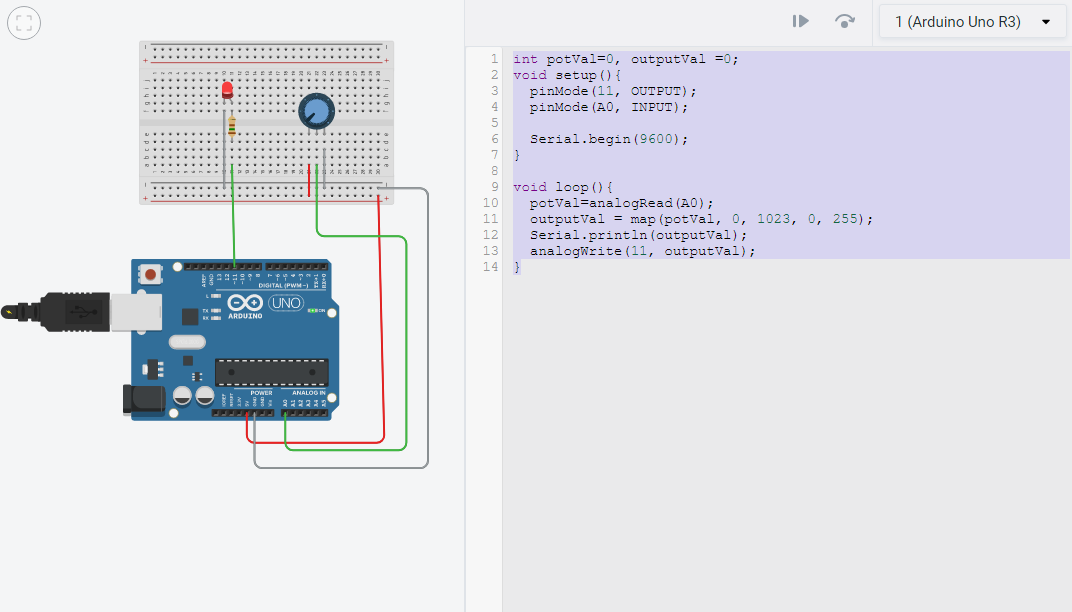 1 (Arduino Uno R3)
1 int potVal=0, outputVal =0;
2 void setup(){
3 pinMode(11, OUTPUT);
4 pinMode(A0, INPUT);
5
6 Serial.begin(9600);
7 }
8
9 void loop(){
10 potVal=analogRead(A0);
11 outputVal = map(potVal, 0, 1023, 0, 255);
12 Serial.println(outputVal);
13 analogWrite(11, outputVal);
14 }
DIGITAL (PWM~)
UNO
ARDUINO
TX
RX
ON
POWER
ANALOG IN
A0 A1 A2 A3 A4 A5